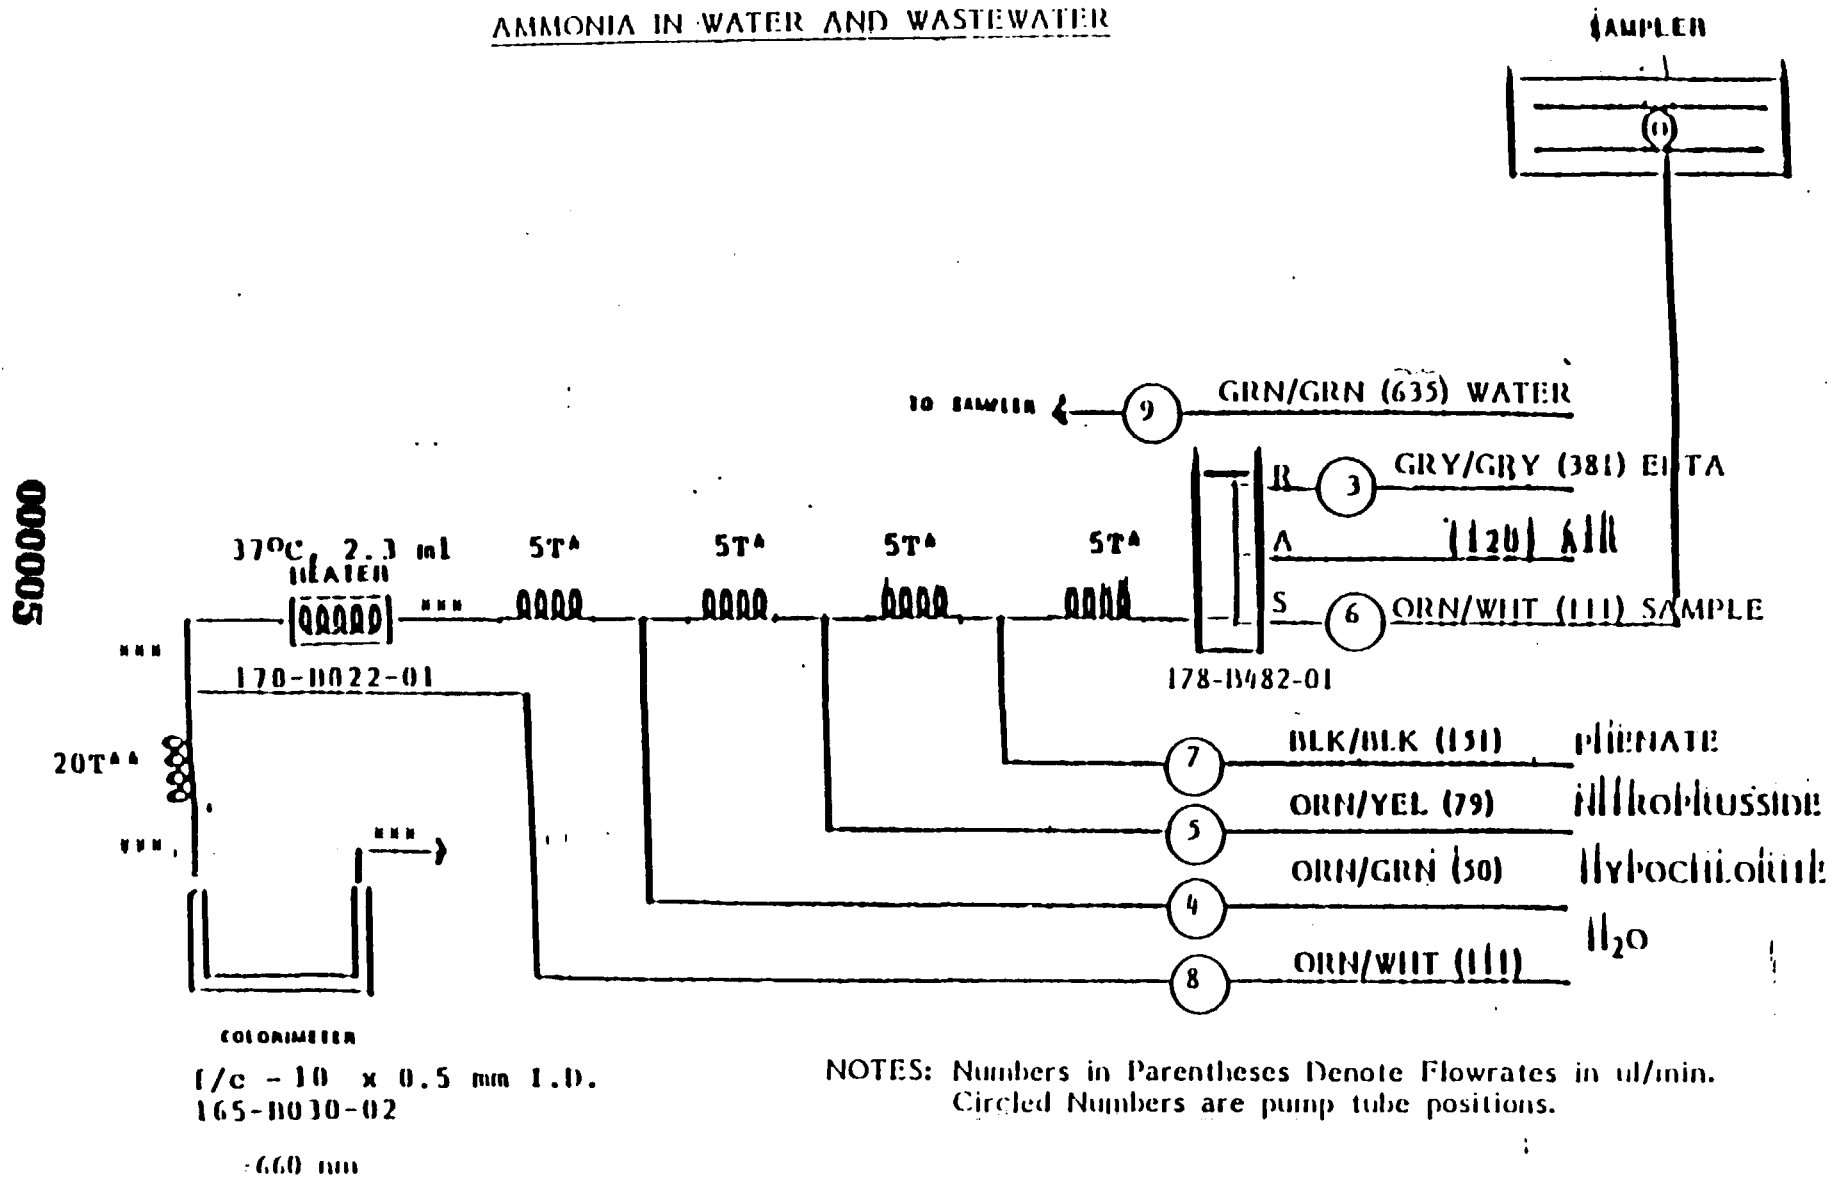 AMMONIA IN WATER AND WASTEWATER
SAMPLER
TO SAMPLER
9
GRN/GRN (635) WATER
R
3
GRY/GRY (381) EDTA
A
(120) AIR
S
6
ORN/WHT (111) SAMPLE
178-B482-01
000005
37°C, 2.3 ml
HEATER
5T*
5T*
5T*
5T*
***
***
170-B022-01
20T**
***
***
7
BLK/BLK (151)
PHENATE
5
ORN/YEL (79)
NITROPRUSSIDE
4
ORN/GRN (50)
HYPOCHLORITE
8
ORN/WHT (111)
H2O
COLORIMETER
f/c - 10 x 0.5 mm I.D.
165-B030-02
660 nm
NOTES: Numbers in Parentheses Denote Flowrates in ul/min.
Circled Numbers are pump tube positions.